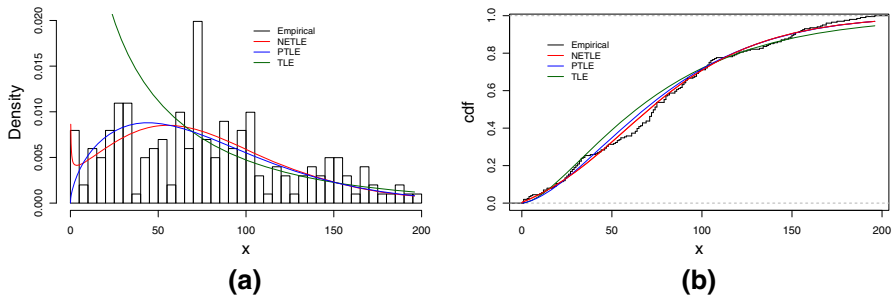 0.020
0.015
0.010
0.005
0.000
Density
Empirical
NETLE
PTLE
TLE
0 50 100 150 200
x
(a)
1.0
0.8
0.6
0.4
0.2
0.0
cdf
Empirical
NETLE
PTLE
TLE
0 50 100 150 200
x
(b)